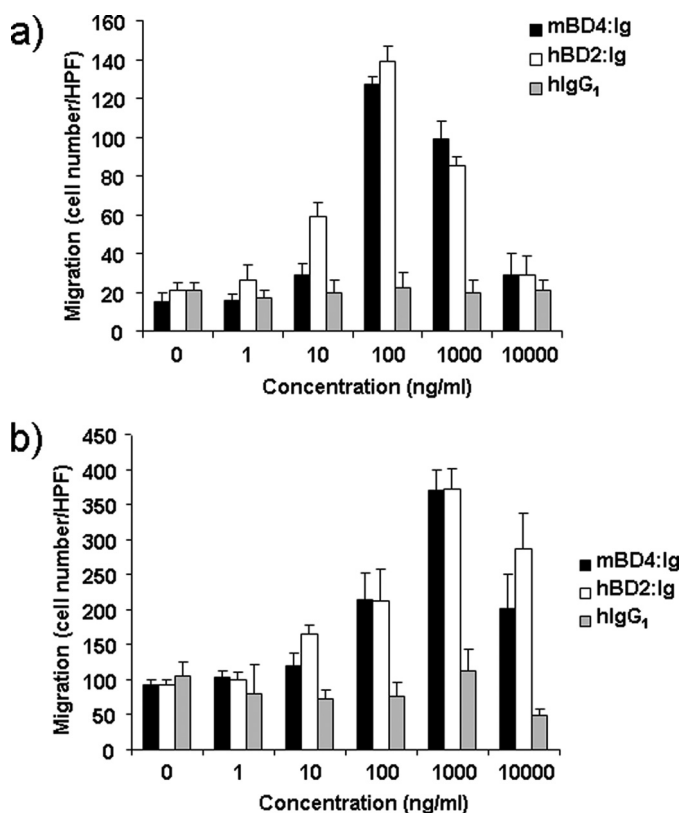 a)
Migration (cell number/HPF)
160
140
120
100
80
60
40
20
0
0 1 10 100 1000 10000
Concentration (ng/ml)
mBD4:Ig
hBD2:Ig
hIgG₁
b)
Migration (cell number/HPF)
450
400
350
300
250
200
150
100
50
0
0 1 10 100 1000 10000
Concentration (ng/ml)
mBD4:Ig
hBD2:Ig
hIgG₁